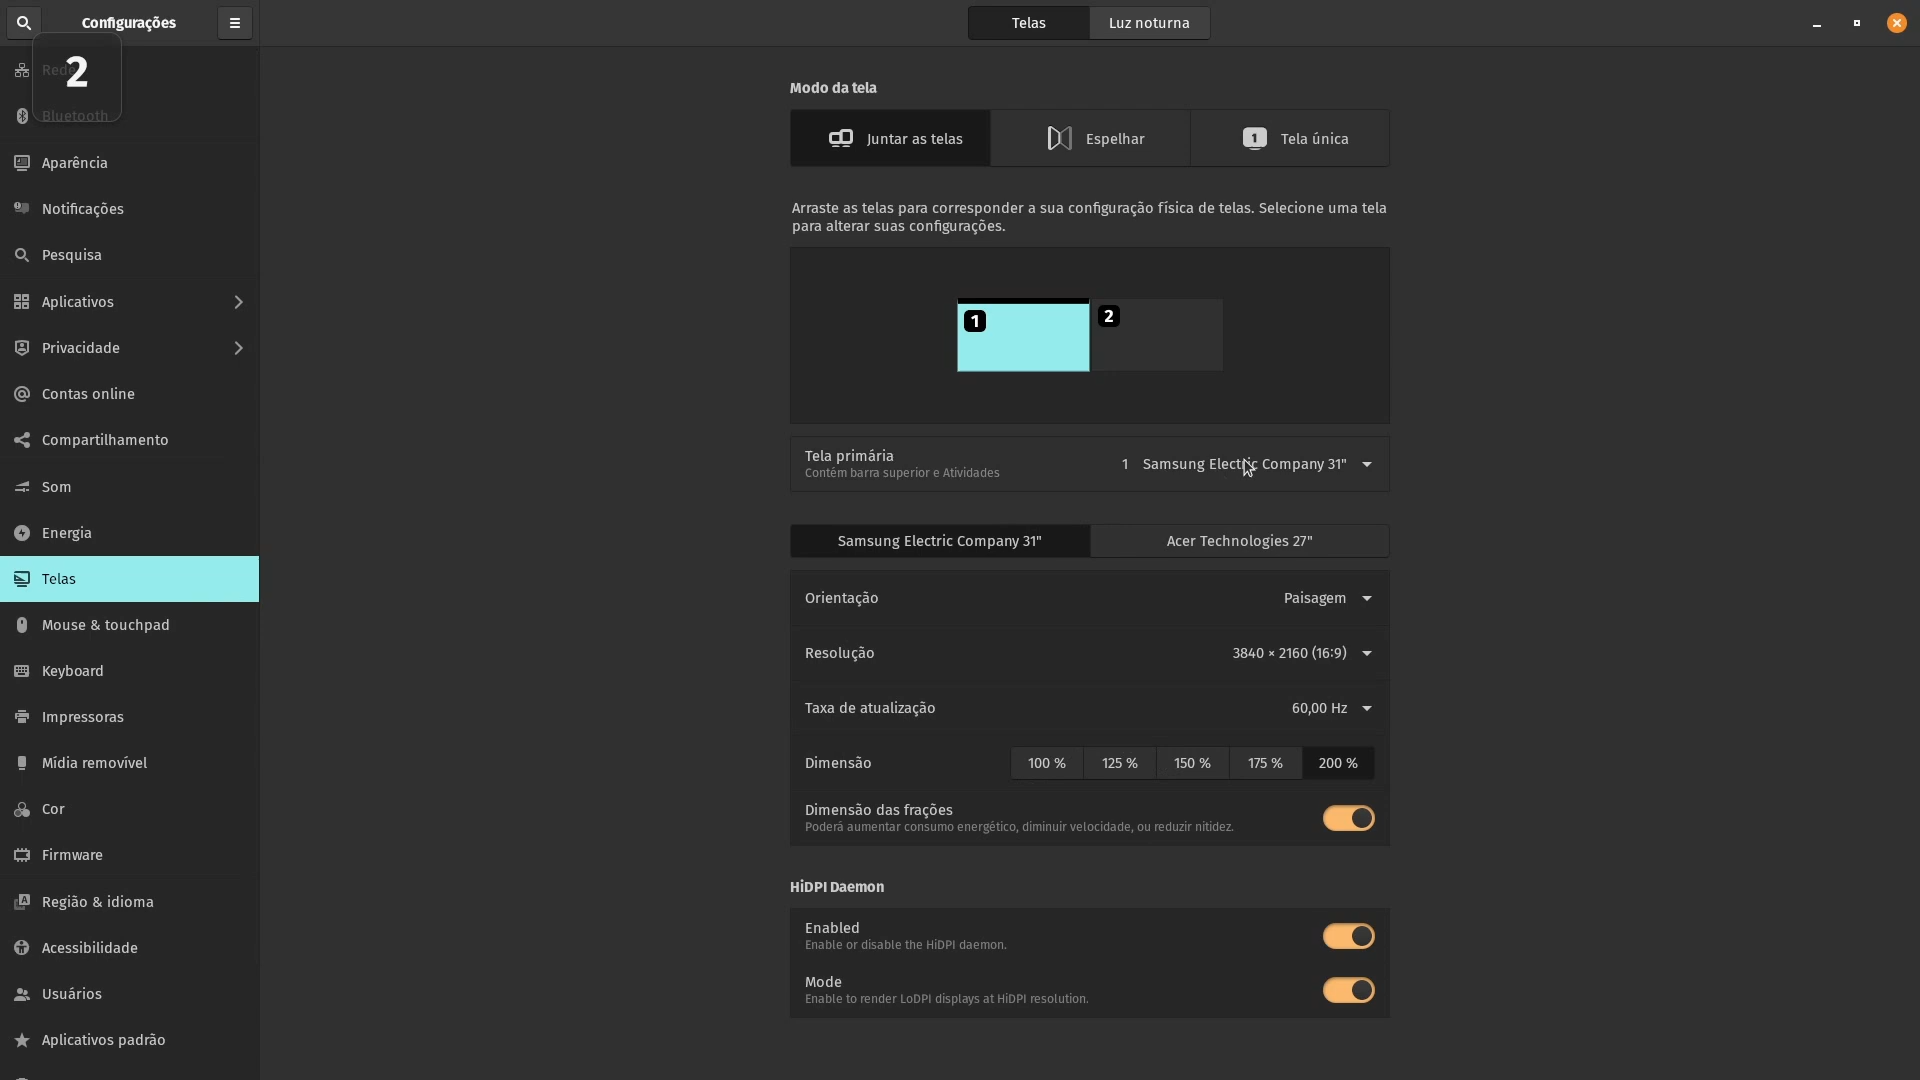 Configurações
Telas
Luz noturna
2
Rede
Bluetooth
Aparência
Notificações
Pesquisa
Aplicativos
Privacidade
Contas online
Compartilhamento
Som
Energia
Telas
Mouse & touchpad
Keyboard
Impressoras
Mídia removível
Cor
Firmware
Região & idioma
Acessibilidade
Usuários
Aplicativos padrão
Modo da tela
Juntar as telas
Espelhar
1
Tela única
Arraste as telas para corresponder a sua configuração física de telas. Selecione uma tela
para alterar suas configurações.
1
2
Tela primária
Contém barra superior e Atividades
1 Samsung Electric Company 31"
Samsung Electric Company 31"
Acer Technologies 27"
Orientação
Paisagem
Resolução
3840 × 2160 (16:9)
Taxa de atualização
60,00 Hz
Dimensão
100 %
125 %
150 %
175 %
200 %
Dimensão das frações
Poderá aumentar consumo energético, diminuir velocidade, ou reduzir nitidez.
HiDPI Daemon
Enabled
Enable or disable the HiDPI daemon.
Mode
Enable to render LoDPI displays at HiDPI resolution.